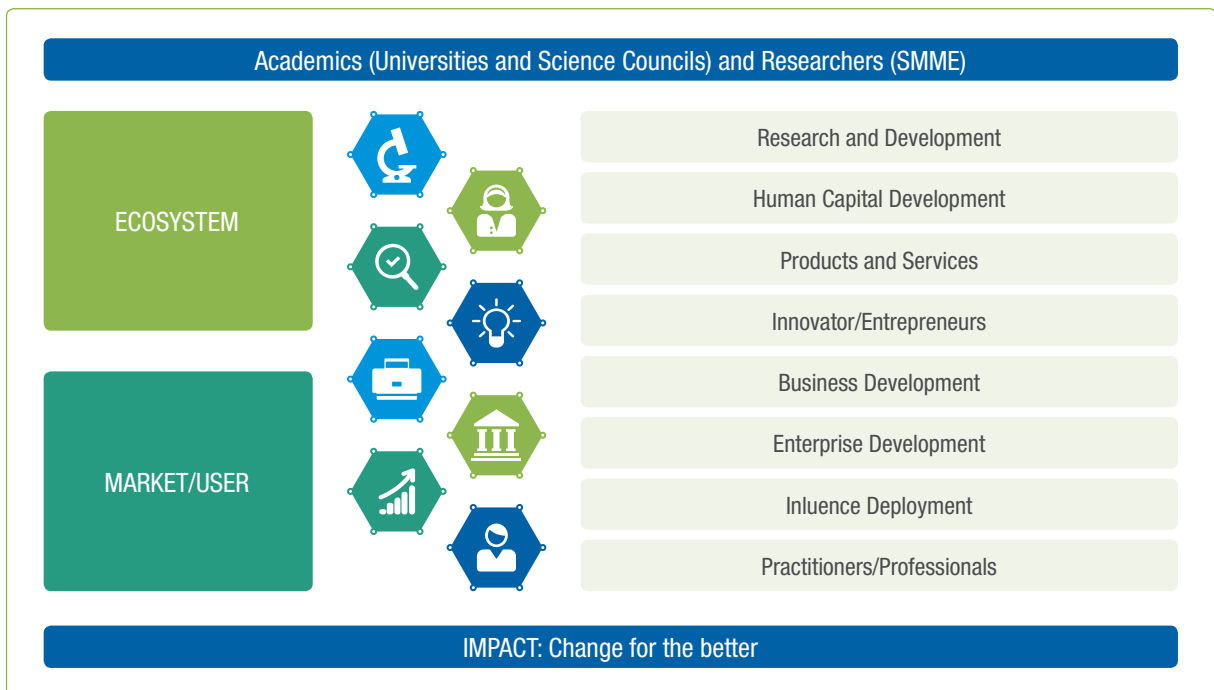 Academics (Universities and Science Councils) and Researchers (SMME)
ECOSYSTEM
MARKET/USER
Research and Development
Human Capital Development
Products and Services
Innovator/Entrepreneurs
Business Development
Enterprise Development
Inluence Deployment
Practitioners/Professionals
IMPACT: Change for the better